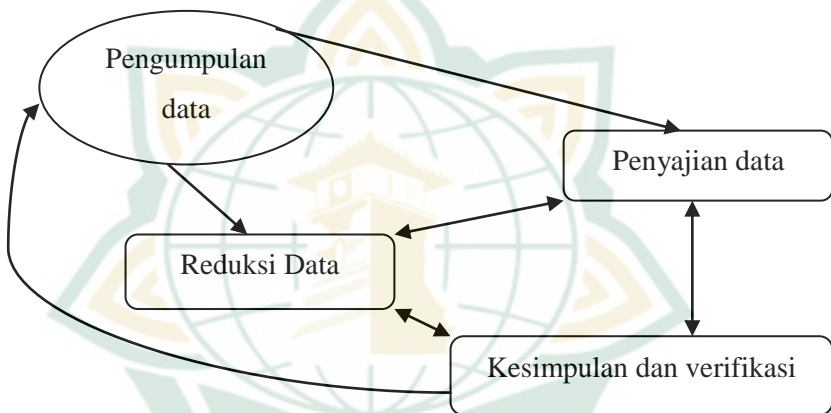 Pengumpulan
data
Penyajian data
Reduksi Data
Kesimpulan dan verifikasi